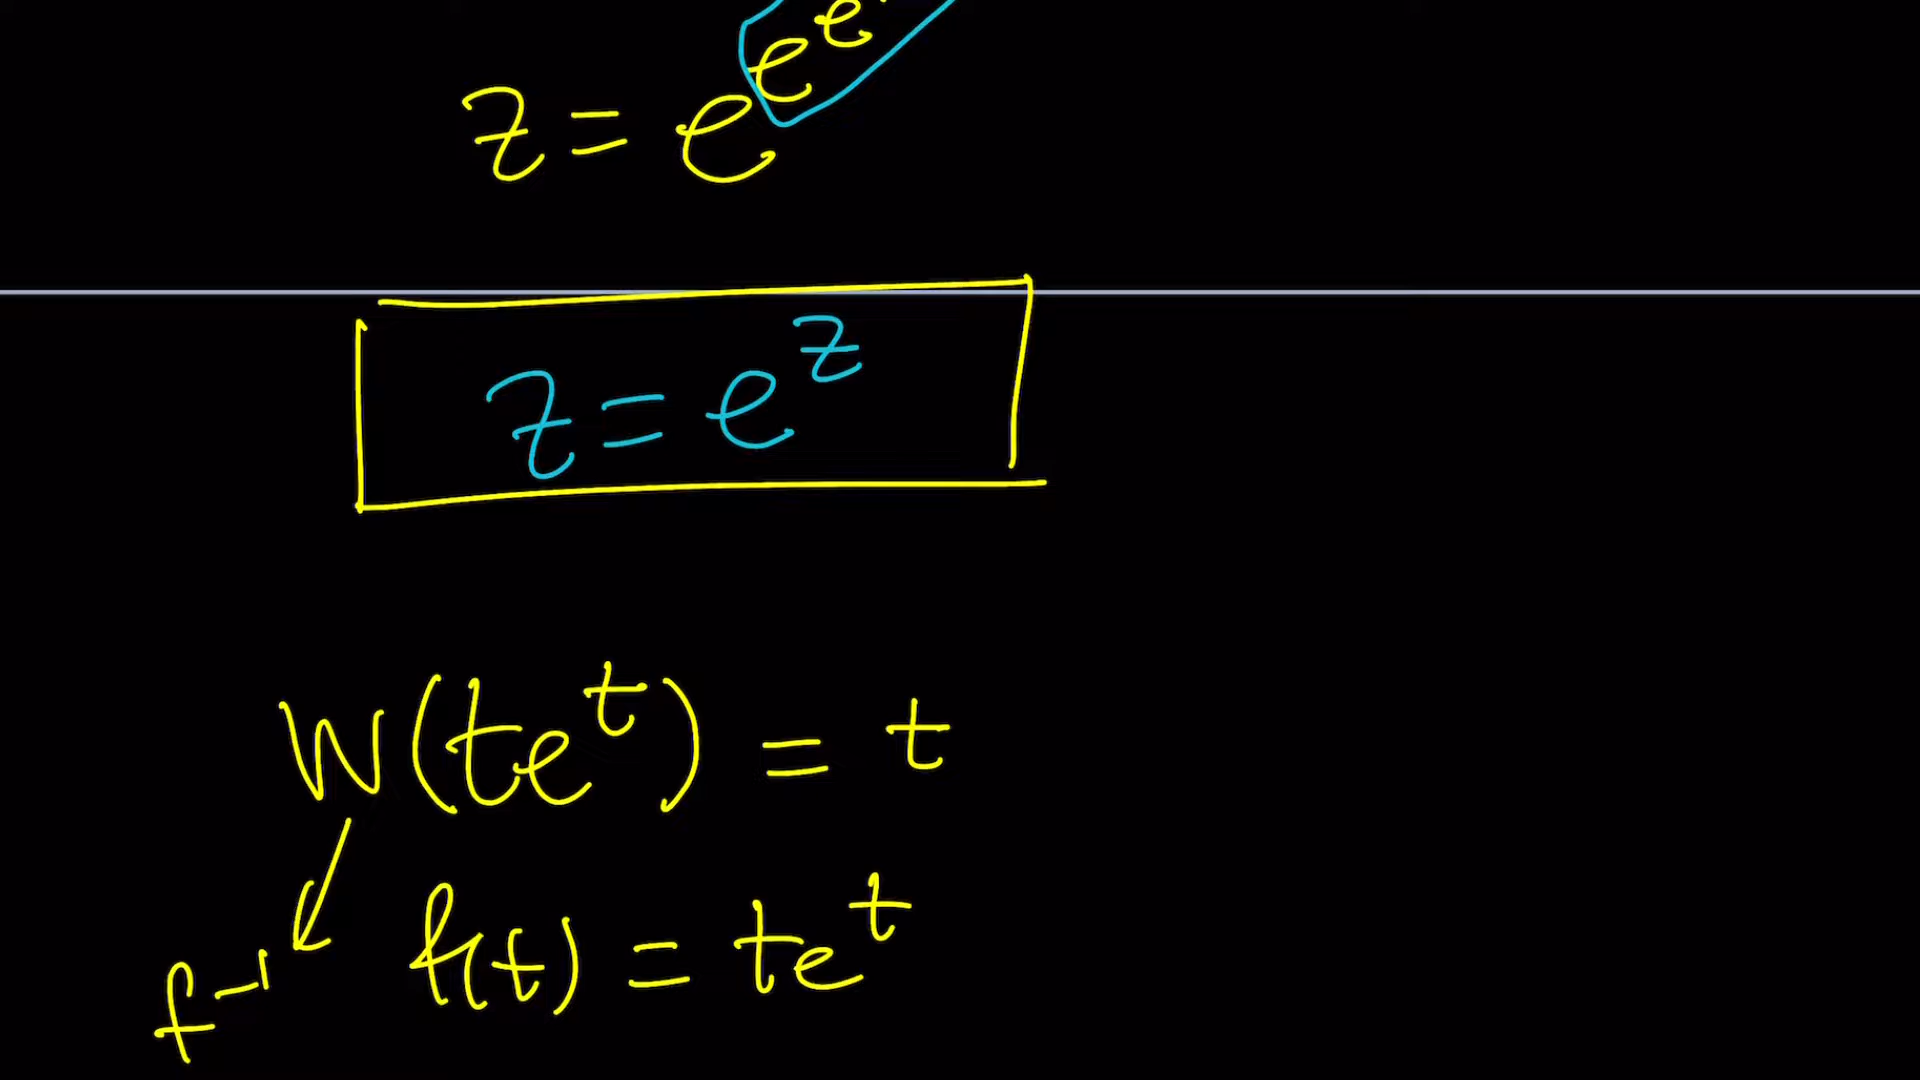 z = e^e^e
z = e^z
W(te^t) = t
f(t) = te^t
f^-1